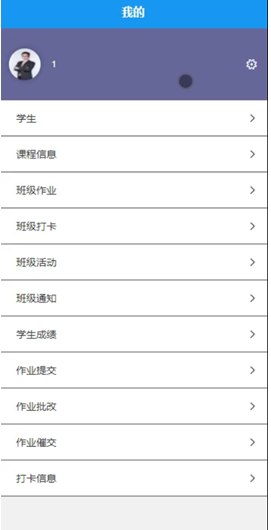 我的
1
学生
课程信息
班级作业
班级打卡
班级活动
班级通知
学生成绩
作业提交
作业批改
作业催交
打卡信息